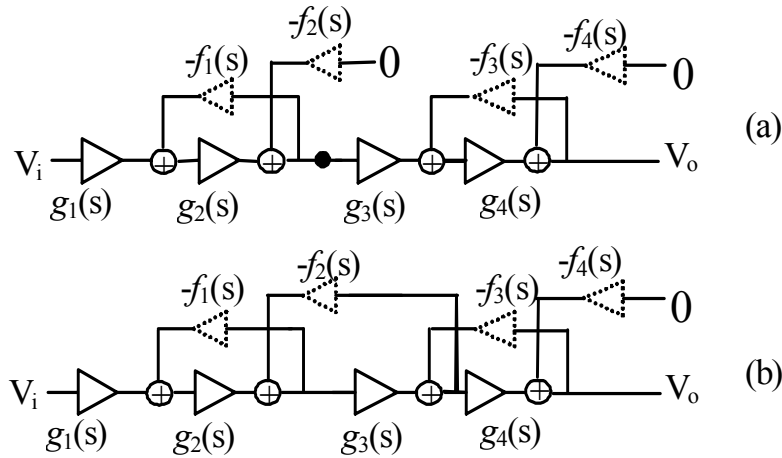 -f₂(s)
-f₄(s)
-f₁(s)
0
-f₃(s)
0
(a)
Vᵢ
Vₒ
g₁(s)
g₂(s)
g₃(s)
g₄(s)
-f₂(s)
-f₄(s)
-f₁(s)
-f₃(s)
0
(b)
Vᵢ
Vₒ
g₁(s)
g₂(s)
g₃(s)
g₄(s)